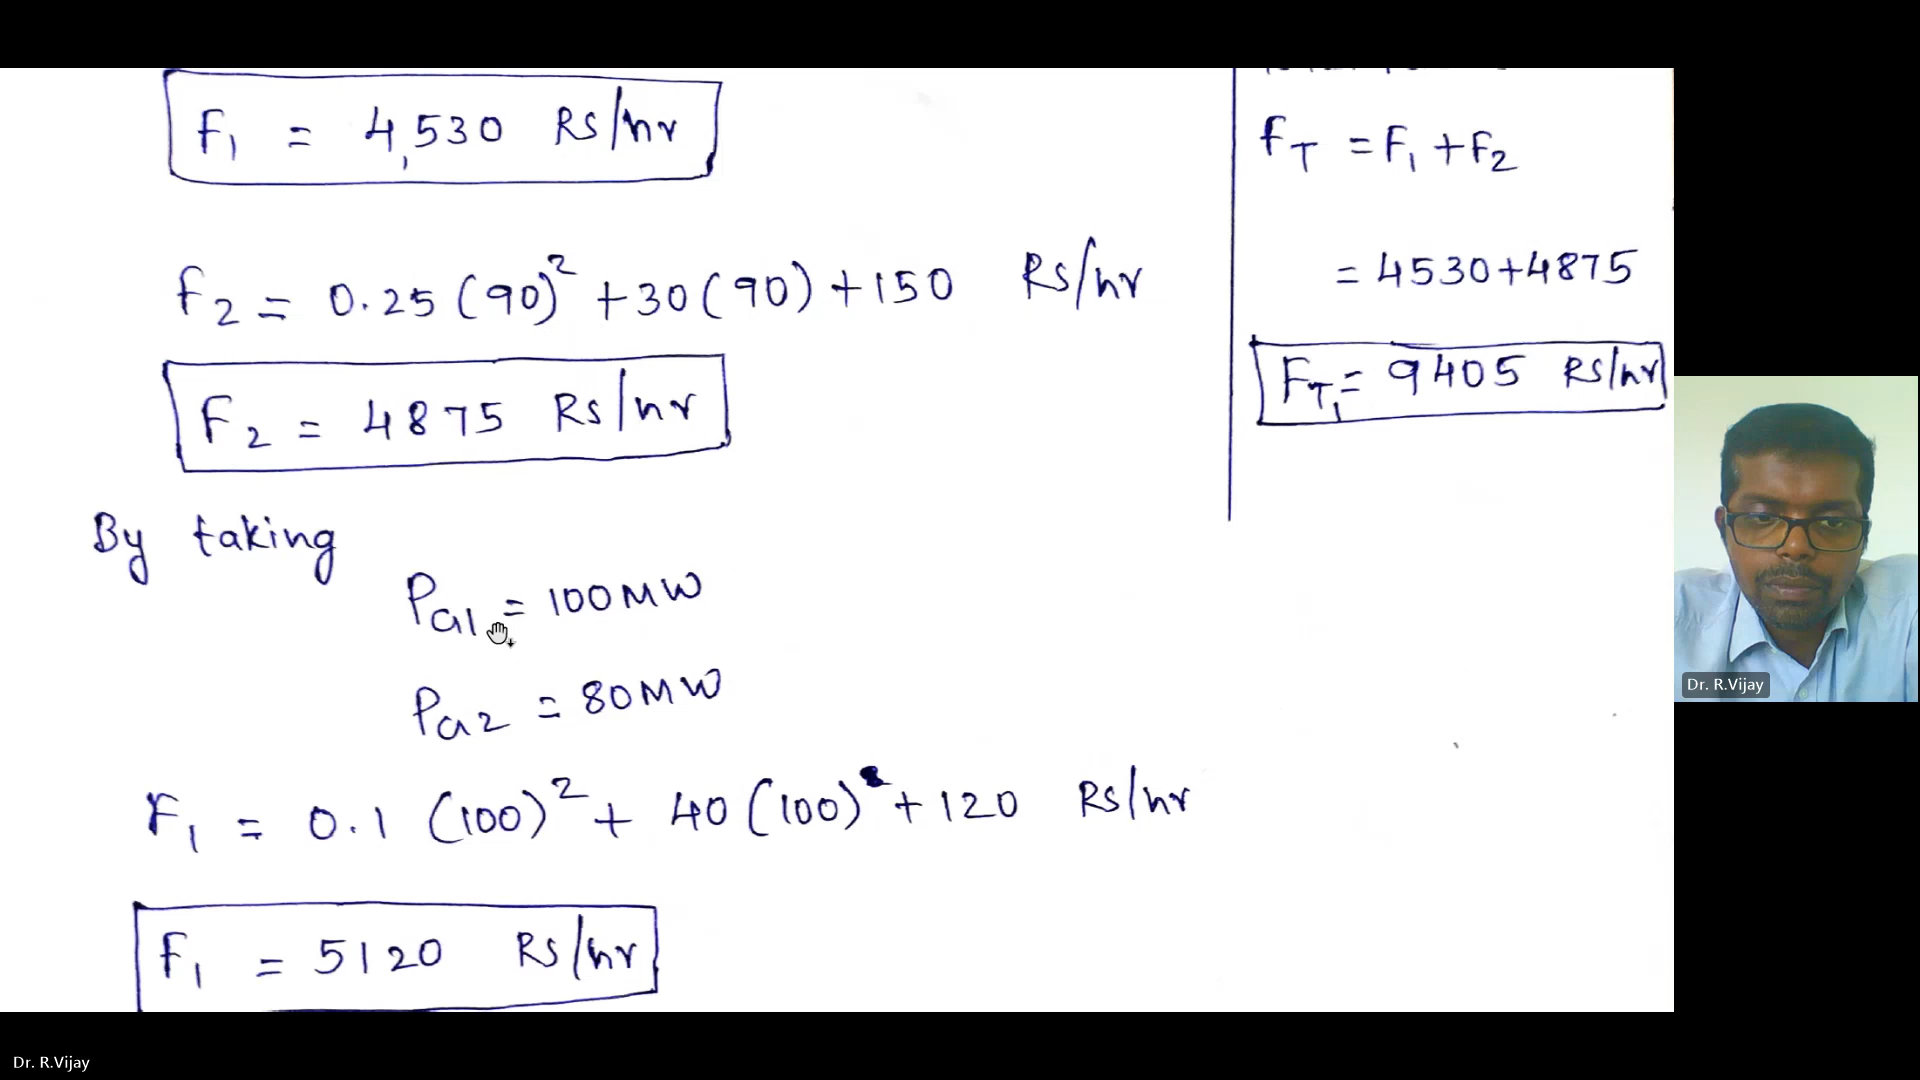 F₁ = 4,530 Rs/hr
F₂ = 0.25 (90)² + 30(90) + 150 Rs/hr
F₂ = 4875 Rs/hr
By taking
PG1 = 100MW
PG2 = 80MW
F₁ = 0.1 (100)² + 40 (100) + 120 Rs/hr
F₁ = 5120 Rs/hr
FT = F₁ + F₂
= 4530+4875
FT₁ = 9405 Rs/hr
Dr. R.Vijay
Dr. R.Vijay